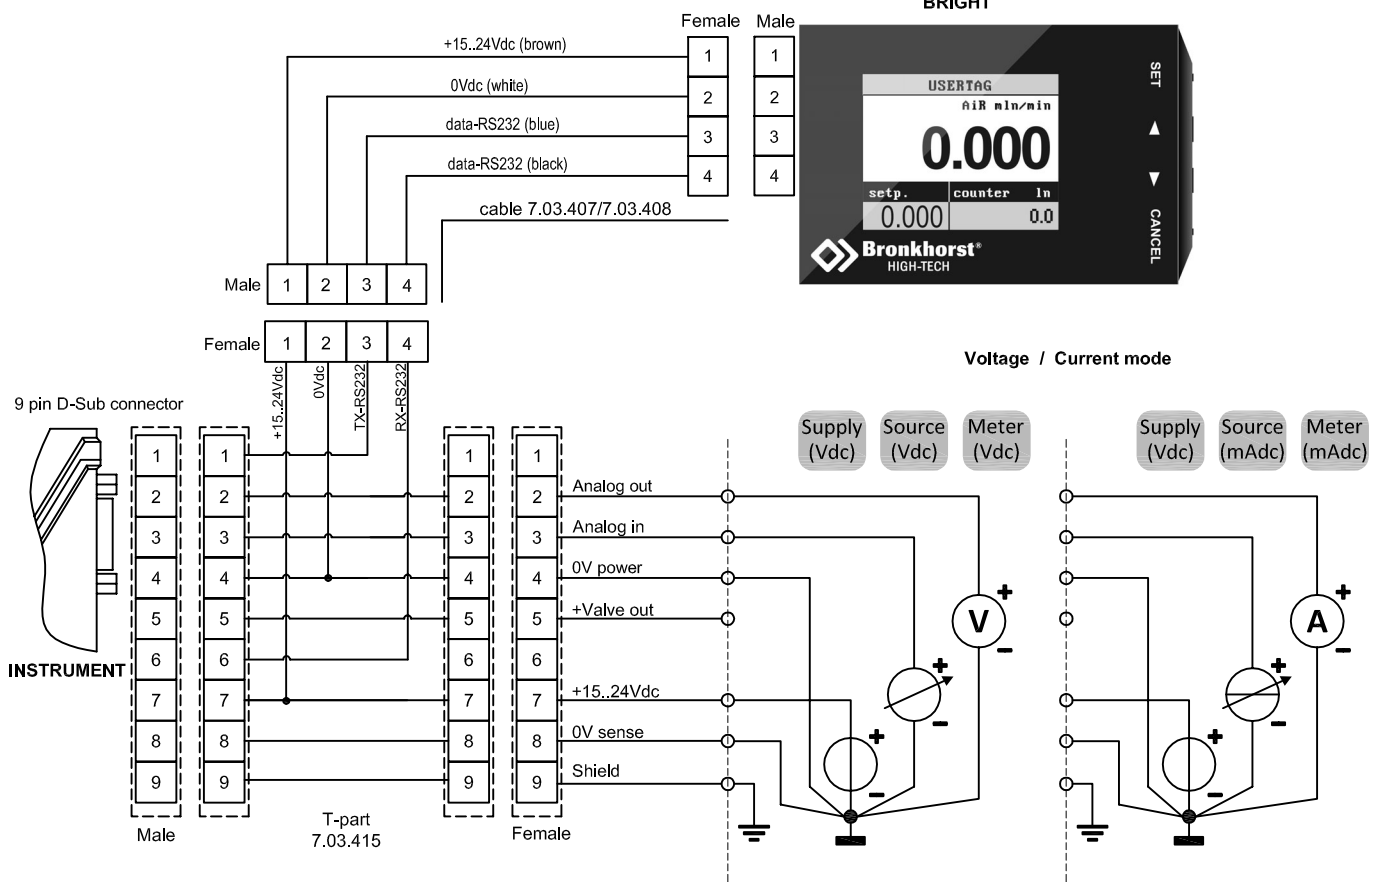 BRIGHT
Female Male
+15..24Vdc (brown)
0Vdc (white)
data-RS232 (blue)
data-RS232 (black)
cable 7.03.407/7.03.408
1
2
3
4
1
2
3
4
USERTAG
AiR mln/min
0.000
setp. counter ln
0.000 0.0
Bronkhorst®
HIGH-TECH
SET
CANCEL
Male 1 2 3 4
Female 1 2 3 4
+15..24Vdc
0Vdc
TX-RS232
RX-RS232
9 pin D-Sub connector
INSTRUMENT
1 1 1 1
2 2 2 2
3 3 3 3
4 4 4 4
5 5 5 5
6 6 6 6
7 7 7 7
8 8 8 8
9 9 9 9
Male
T-part
7.03.415
Female
Analog out
Analog in
0V power
+Valve out
+15..24Vdc
0V sense
Shield
Voltage / Current mode
Supply
(Vdc)
Source
(Vdc)
Meter
(Vdc)
Supply
(Vdc)
Source
(mAdc)
Meter
(mAdc)
+
V
−
+
−
+
−
+
A
−
+
−
+
−